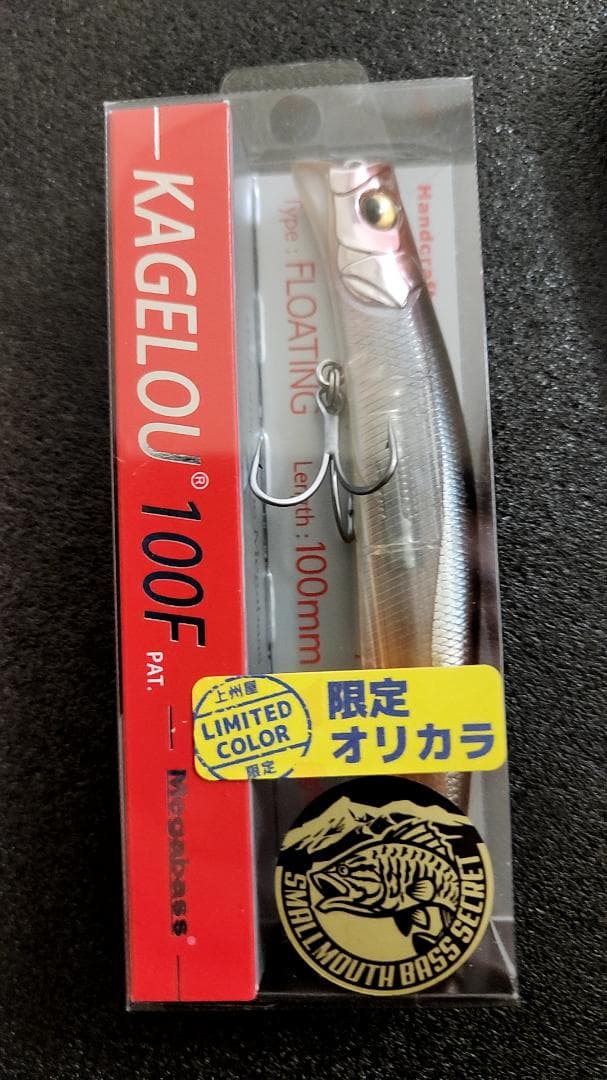 KAGELOU® 100F
PAT.
Megabass®
Handcraft
Type : FLOATING
Length : 100mm
上州屋
LIMITED
COLOR
限定
限定
オリカラ
SMALLMOUTH BASS SECRET